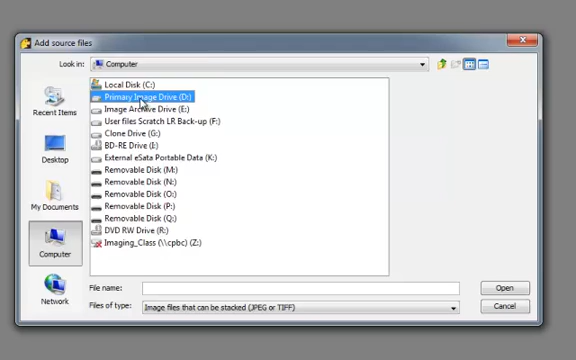 Add source files
Look in:
Computer
Recent Items
Desktop
My Documents
Computer
Network
Local Disk (C:)
Primary Image Drive (D:)
Image Archive Drive (E:)
User files Scratch LR Back-up (F:)
Clone Drive (G:)
BD-RE Drive (I:)
External eSata Portable Data (K:)
Removable Disk (M:)
Removable Disk (N:)
Removable Disk (O:)
Removable Disk (P:)
Removable Disk (Q:)
DVD RW Drive (R:)
Imaging_Class (\\cpbc) (Z:)
File name:
Open
Files of type:
Image files that can be stacked (JPEG or TIFF)
Cancel